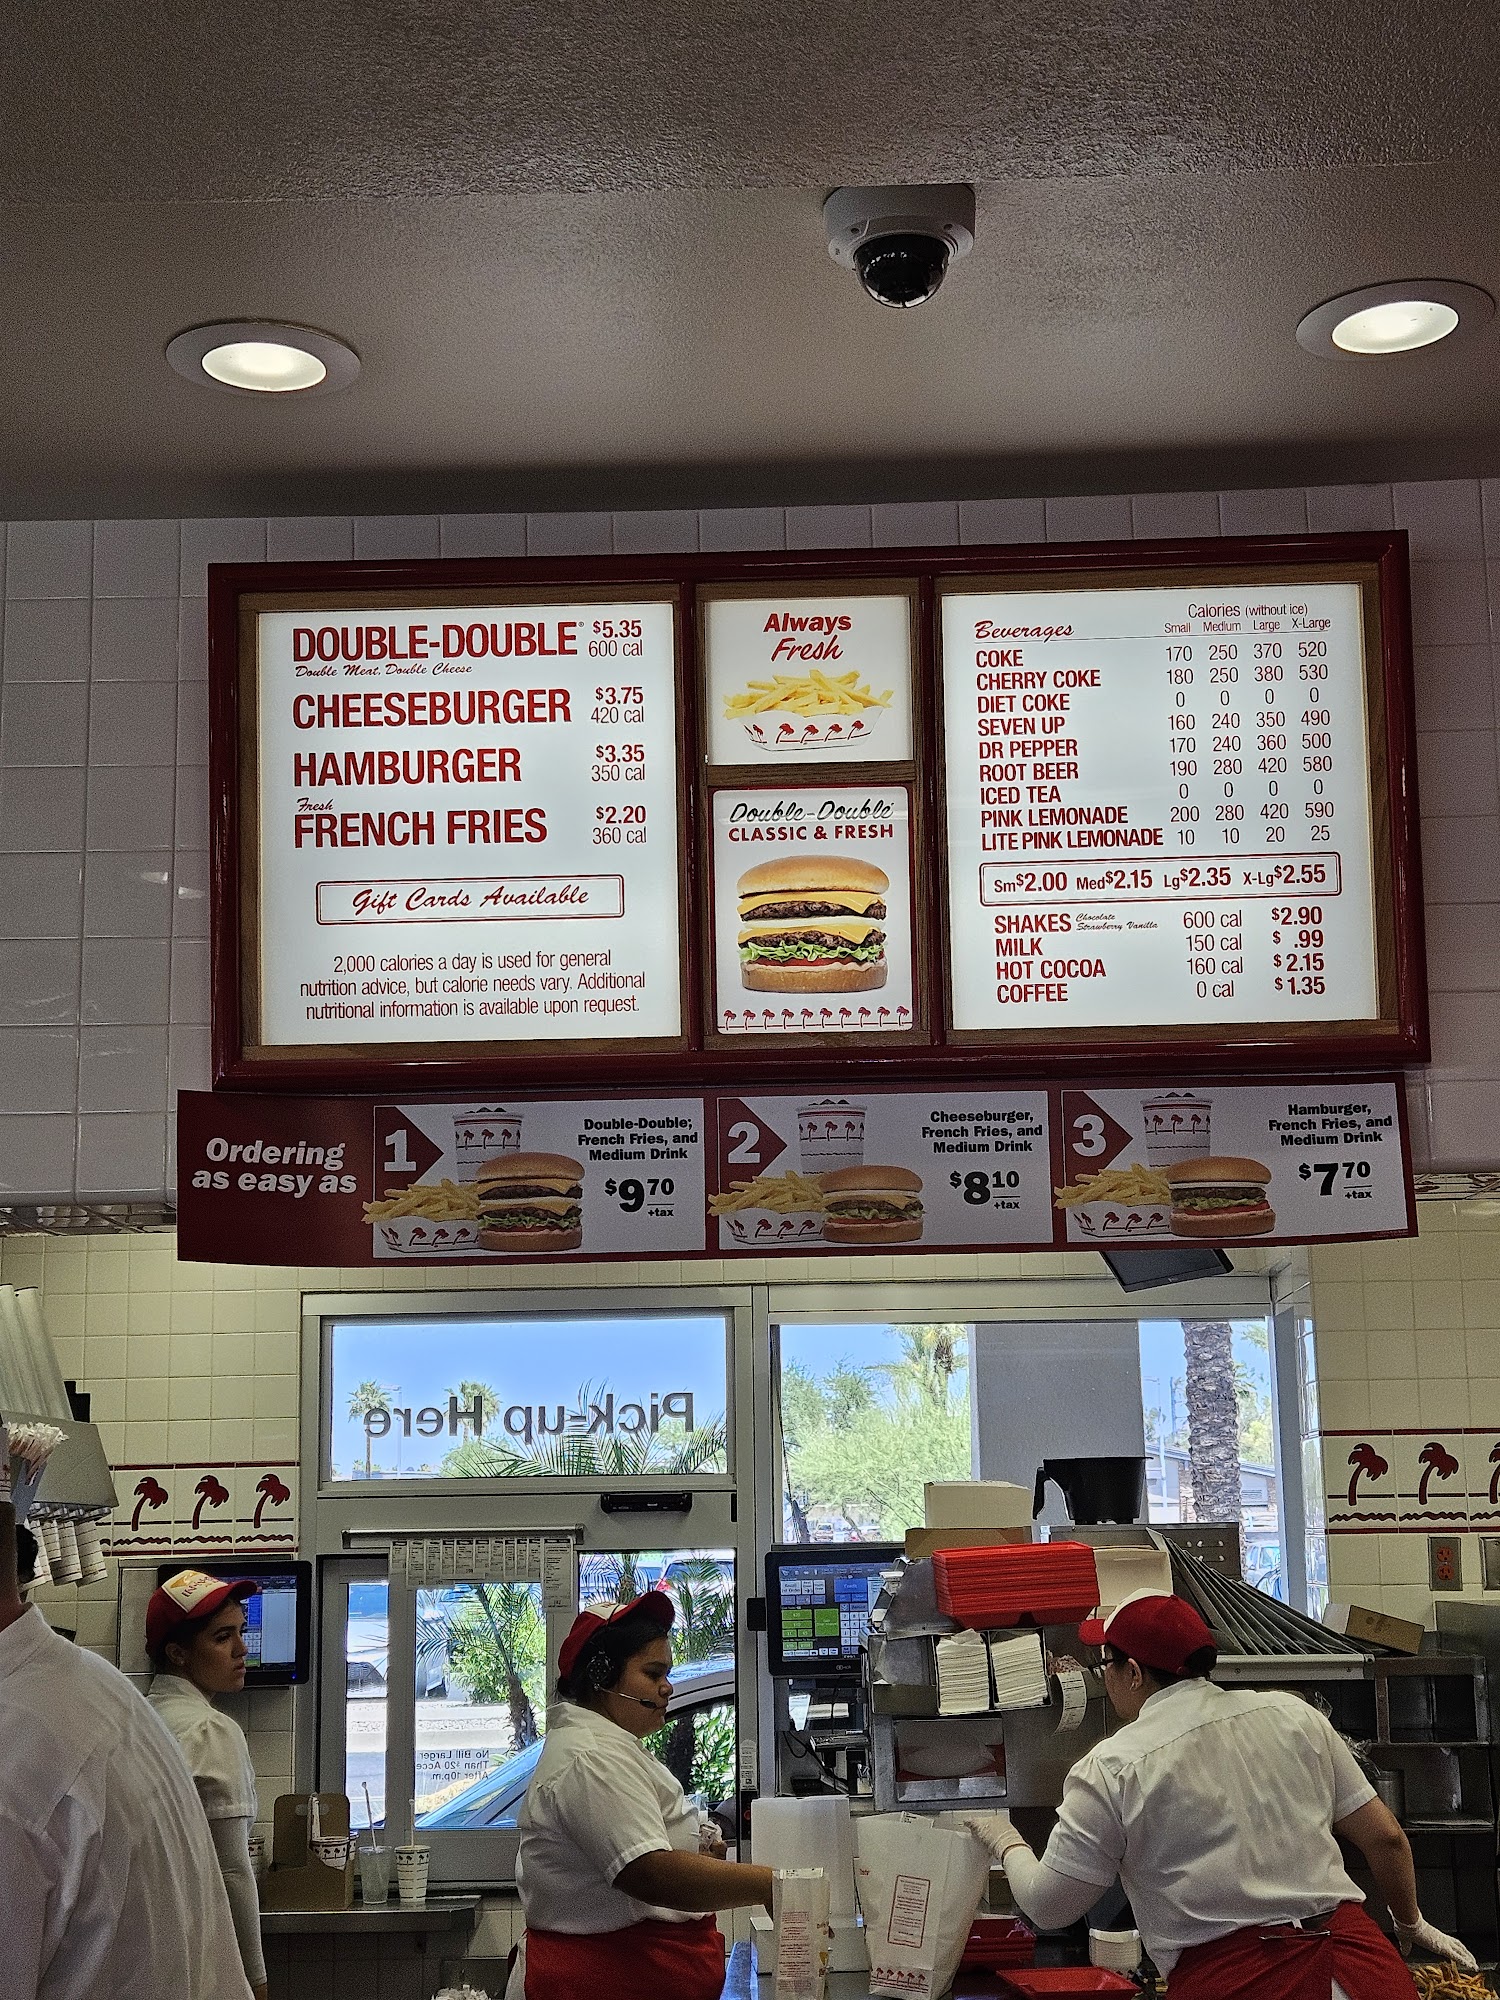 DOUBLE-DOUBLE® $5.35
Double Meat, Double Cheese 600 cal
CHEESEBURGER $3.75
420 cal
HAMBURGER $3.35
350 cal
Fresh
FRENCH FRIES $2.20
360 cal
Gift Cards Available
2,000 calories a day is used for general
nutrition advice, but calorie needs vary. Additional
nutritional information is available upon request.
Always
Fresh
Double-Double®
CLASSIC & FRESH
Calories (without ice)
Beverages Small Medium Large X-Large
COKE 170 250 370 520
CHERRY COKE 180 250 380 530
DIET COKE 0 0 0 0
SEVEN UP 160 240 350 490
DR PEPPER 170 240 360 500
ROOT BEER 190 280 420 580
ICED TEA 0 0 0 0
PINK LEMONADE 200 280 420 590
LITE PINK LEMONADE 10 10 20 25
Sm$2.00 Med$2.15 Lg$2.35 X-Lg$2.55
SHAKES Chocolate Strawberry Vanilla 600 cal $2.90
MILK 150 cal $ .99
HOT COCOA 160 cal $2.15
COFFEE 0 cal $1.35
Ordering
as easy as
1
Double-Double,
French Fries, and
Medium Drink
$9.70
+tax
2
Cheeseburger,
French Fries, and
Medium Drink
$8.10
+tax
3
Hamburger,
French Fries, and
Medium Drink
$7.70
+tax
Pick-up Here
No Bill Larger
Than $20 Acce
After 10p.m.